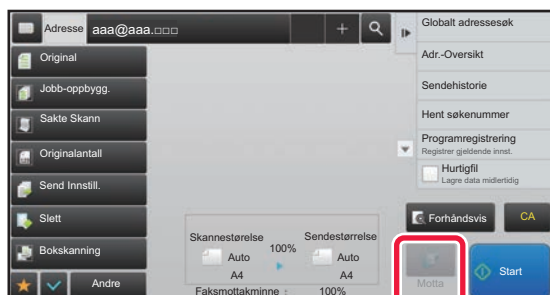 Adresse aaa@aaa.□□□
Original
Jobb-oppbygg.
Sakte Skann
Originalantall
Send Innstill.
Slett
Bokskanning
Andre
Skannestørelse
100%
Sendestørrelse
Auto
A4
Auto
A4
Faksmottakminne : 100%
Globalt adressesøk
Adr.-Oversikt
Sendehistorie
Hent søkenummer
Programregistrering
Registrer gjeldende innst.
Hurtigfil
Lagre data midlertidig
Forhåndsvis
CA
Motta
Start